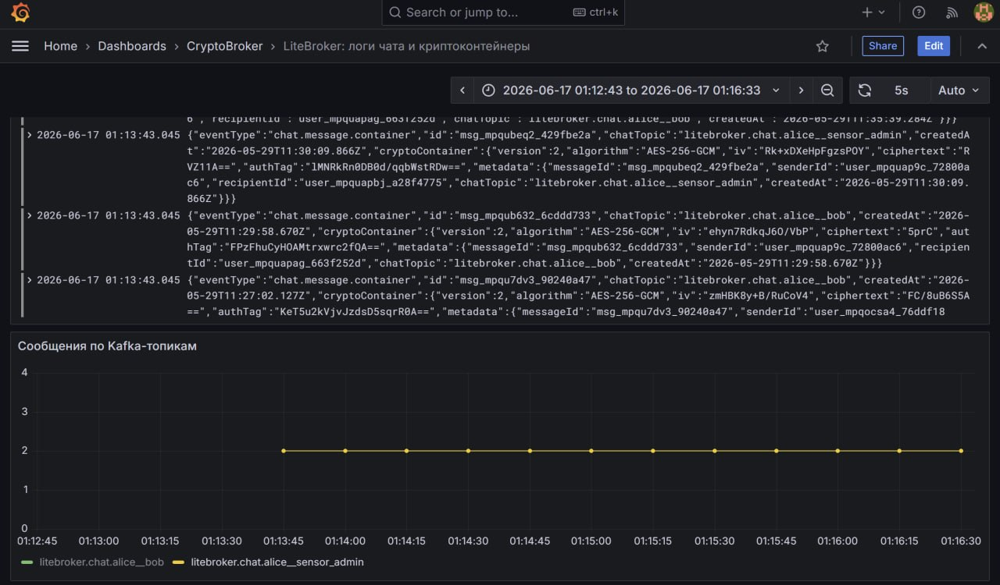 Search or jump to...
ctrl+k
Home › Dashboards › CryptoBroker › LiteBroker: логи чата и криптоконтейнеры
Share
Edit
2026-06-17 01:12:43 to 2026-06-17 01:16:33
5s
Auto
6","recipientId":"user_mpquapag_663f252d","chatTopic":"litebroker.chat.alice__bob","createdAt":"2026-05-29T11:35:39.284Z"}}}
2026-06-17 01:13:43.045 {"eventType":"chat.message.container","id":"msg_mpqubeq2_429fbe2a","chatTopic":"litebroker.chat.alice__sensor_admin","createdA
t":"2026-05-29T11:30:09.866Z","cryptoContainer":{"version":2,"algorithm":"AES-256-GCM","iv":"Rk+xDXeHpFgzsPOY","ciphertext":"R
VZ11A==","authTag":"lMNRkRn0DB0d/qqbWstRDw==","metadata":{"messageId":"msg_mpqubeq2_429fbe2a","senderId":"user_mpquap9c_72800a
c6","recipientId":"user_mpquapbj_a28f4775","chatTopic":"litebroker.chat.alice__sensor_admin","createdAt":"2026-05-29T11:30:09.
866Z"}}}
2026-06-17 01:13:43.045 {"eventType":"chat.message.container","id":"msg_mpqub632_6cddd733","chatTopic":"litebroker.chat.alice__bob","createdAt":"2026-
05-29T11:29:58.670Z","cryptoContainer":{"version":2,"algorithm":"AES-256-GCM","iv":"ehyn7RdkqJ6O/VbP","ciphertext":"5prC","aut
hTag":"FPzFhuCyHOAMtrxwrc2fQA==","metadata":{"messageId":"msg_mpqub632_6cddd733","senderId":"user_mpquap9c_72800ac6","recipien
tId":"user_mpquapag_663f252d","chatTopic":"litebroker.chat.alice__bob","createdAt":"2026-05-29T11:29:58.670Z"}}}
2026-06-17 01:13:43.045 {"eventType":"chat.message.container","id":"msg_mpqu7dv3_90240a47","chatTopic":"litebroker.chat.alice__bob","createdAt":"2026-
05-29T11:27:02.127Z","cryptoContainer":{"version":2,"algorithm":"AES-256-GCM","iv":"zmHBK8y+B/RuCoV4","ciphertext":"FC/8uB6S5A
==","authTag":"KeT5u2kVjvJzdsD5sqrR0A==","metadata":{"messageId":"msg_mpqu7dv3_90240a47","senderId":"user_mpqocsa4_76ddf18
Сообщения по Kafka-топикам
4
3
2
1
0
01:12:45 01:13:00 01:13:15 01:13:30 01:13:45 01:14:00 01:14:15 01:14:30 01:14:45 01:15:00 01:15:15 01:15:30 01:15:45 01:16:00 01:16:15 01:16:30
litebroker.chat.alice__bob litebroker.chat.alice__sensor_admin